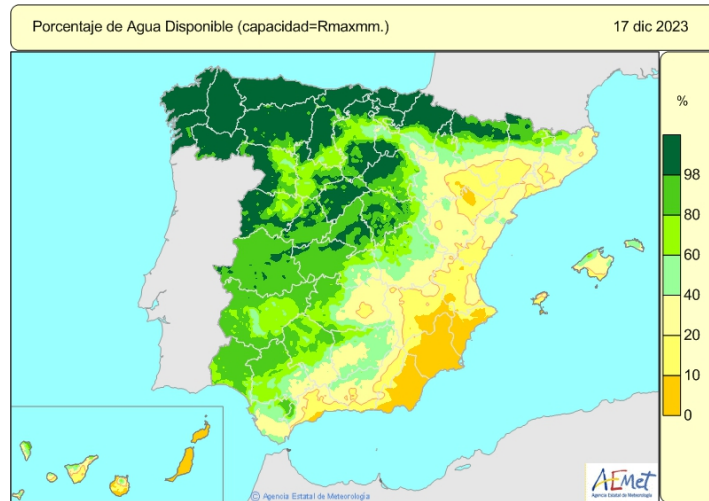 Porcentaje de Agua Disponible (capacidad=Rmaxmm.) 17 dic 2023
%
98
80
60
40
20
10
0
© Agencia Estatal de Meteorología
AEmet
Agencia Estatal de Meteorología